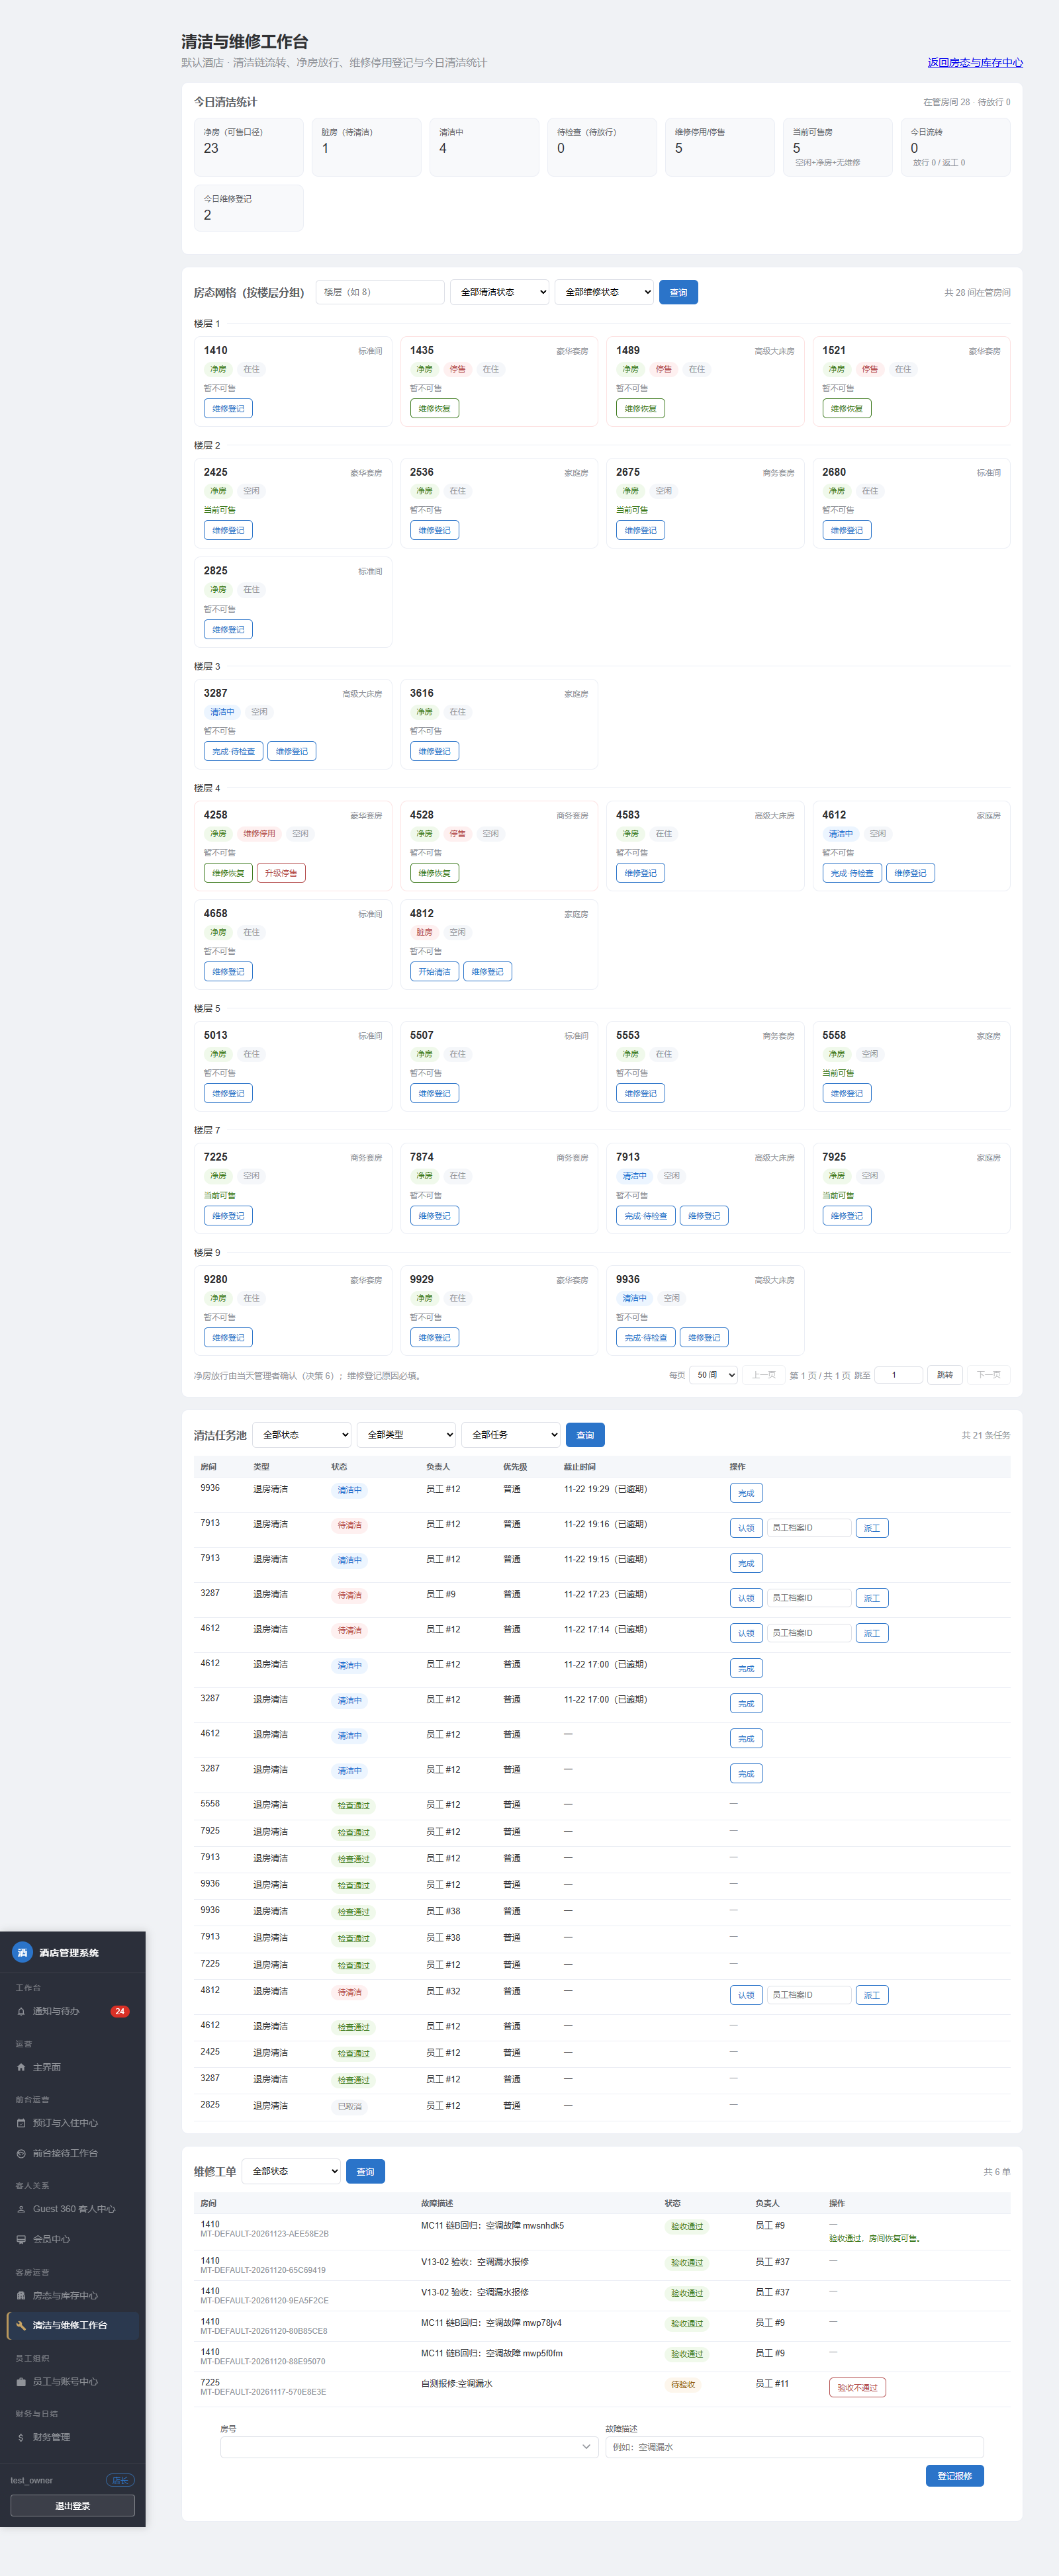 清洁与维修工作台
默认酒店 · 清洁链流转、净房放行、维修停用登记与今日清洁统计
返回房态与库存中心
今日清洁统计
在管房间 28 · 待放行 0
净房（可售口径）
23
脏房（待清洁）
1
清洁中
4
待检查（待放行）
0
维修停用/停售
5
当前可售房
5
空闲+净房+无维修
今日流转
0
放行 0 / 返工 0
今日维修登记
2
房态网格（按楼层分组） 楼层（如 8） 全部清洁状态 全部维修状态 查询
共 28 间在管房间
楼层 1
1410 标准间
净房 在住
暂不可售
维修登记
1435 豪华套房
净房 停售 在住
暂不可售
维修恢复
1489 高级大床房
净房 停售 在住
暂不可售
维修恢复
1521 豪华套房
净房 停售 在住
暂不可售
维修恢复
楼层 2
2425 豪华套房
净房 空闲
当前可售
维修登记
2536 家庭房
净房 在住
暂不可售
维修登记
2675 商务套房
净房 空闲
当前可售
维修登记
2680 标准间
净房 在住
暂不可售
维修登记
2825 标准间
净房 在住
暂不可售
维修登记
楼层 3
3287 高级大床房
清洁中 空闲
暂不可售
完成·待检查 维修登记
3616 家庭房
净房 在住
暂不可售
维修登记
楼层 4
4258 豪华套房
净房 维修停用 空闲
暂不可售
维修恢复 升级停售
4528 商务套房
净房 停售 空闲
暂不可售
维修恢复
4583 高级大床房
净房 在住
暂不可售
维修登记
4612 家庭房
清洁中 空闲
暂不可售
完成·待检查 维修登记
4658 标准间
净房 在住
暂不可售
维修登记
4812 家庭房
脏房 空闲
暂不可售
开始清洁 维修登记
楼层 5
5013 标准间
净房 在住
暂不可售
维修登记
5507 标准间
净房 在住
暂不可售
维修登记
5553 商务套房
净房 在住
暂不可售
维修登记
5558 家庭房
净房 空闲
当前可售
维修登记
楼层 7
7225 商务套房
净房 空闲
当前可售
维修登记
7874 商务套房
净房 在住
暂不可售
维修登记
7913 高级大床房
清洁中 空闲
暂不可售
完成·待检查 维修登记
7925 家庭房
净房 空闲
当前可售
维修登记
楼层 9
9280 豪华套房
净房 在住
暂不可售
维修登记
9929 豪华套房
净房 在住
暂不可售
维修登记
9936 高级大床房
清洁中 空闲
暂不可售
完成·待检查 维修登记
净房放行由当天管理者确认（决策 6）；维修登记原因必填。
每页 50 间 上一页 第 1 页 / 共 1 页 跳至 1 跳转 下一页
清洁任务池 全部状态 全部类型 全部任务 查询
共 21 条任务
房间 类型 状态 负责人 优先级 截止时间 操作
9936 退房清洁 清洁中 员工 #12 普通 11-22 19:29（已逾期） 完成
7913 退房清洁 待清洁 员工 #12 普通 11-22 19:16（已逾期） 认领 员工档案ID 派工
7913 退房清洁 清洁中 员工 #12 普通 11-22 19:15（已逾期） 完成
3287 退房清洁 待清洁 员工 #9 普通 11-22 17:23（已逾期） 认领 员工档案ID 派工
4612 退房清洁 待清洁 员工 #12 普通 11-22 17:14（已逾期） 认领 员工档案ID 派工
4612 退房清洁 清洁中 员工 #12 普通 11-22 17:00（已逾期） 完成
3287 退房清洁 清洁中 员工 #12 普通 11-22 17:00（已逾期） 完成
4612 退房清洁 清洁中 员工 #12 普通 — 完成
3287 退房清洁 清洁中 员工 #12 普通 — 完成
5558 退房清洁 检查通过 员工 #12 普通 — —
7925 退房清洁 检查通过 员工 #12 普通 — —
7913 退房清洁 检查通过 员工 #12 普通 — —
9936 退房清洁 检查通过 员工 #12 普通 — —
9936 退房清洁 检查通过 员工 #38 普通 — —
7913 退房清洁 检查通过 员工 #38 普通 — —
7225 退房清洁 检查通过 员工 #12 普通 — —
4812 退房清洁 待清洁 员工 #32 普通 — 认领 员工档案ID 派工
4612 退房清洁 检查通过 员工 #12 普通 — —
2425 退房清洁 检查通过 员工 #12 普通 — —
3287 退房清洁 检查通过 员工 #12 普通 — —
2825 退房清洁 已取消 员工 #12 普通 — —
维修工单 全部状态 查询
共 6 单
房间 故障描述 状态 负责人 操作
1410 MC11 链B回归：空调故障 mwsnhdk5 验收通过 员工 #9 —
MT-DEFAULT-20261123-AEE58E2B 验收通过，房间恢复可售。
1410 V13-02 验收：空调漏水报修 验收通过 员工 #37 —
MT-DEFAULT-20261120-65C69419
1410 V13-02 验收：空调漏水报修 验收通过 员工 #37 —
MT-DEFAULT-20261120-9EA5F2CE
1410 MC11 链B回归：空调故障 mwp78jv4 验收通过 员工 #9 —
MT-DEFAULT-20261120-80B85CE8
1410 MC11 链B回归：空调故障 mwp5f0fm 验收通过 员工 #9 —
MT-DEFAULT-20261120-88E95070
7225 自测报修:空调漏水 待验收 员工 #11 验收不通过
MT-DEFAULT-20261117-570E8E3E
房号
故障描述
例如：空调漏水
登记报修
酒 酒店管理系统
工作台
通知与待办 24
运营
主界面
前台运营
预订与入住中心
前台接待工作台
客人关系
Guest 360 客人中心
会员中心
客房运营
房态与库存中心
清洁与维修工作台
员工组织
员工与账号中心
财务与日结
财务管理
test_owner 店长
退出登录